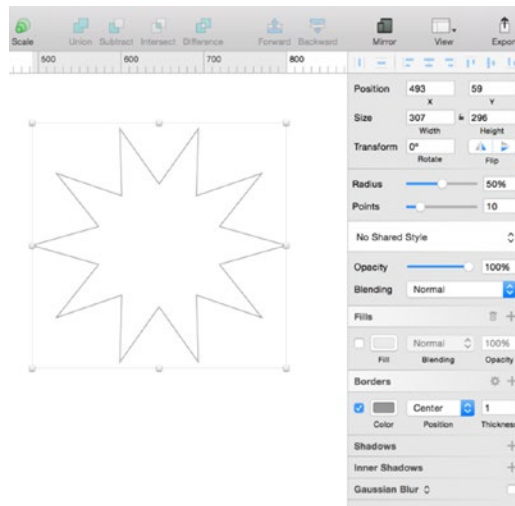 Scale Union Subtract Intersect Difference Forward Backward Mirror View Export
500 600 700 800
Position 493 59
X Y
Size 307 296
Width Height
Transform 0°
Rotate Flip
Radius 50%
Points 10
No Shared Style
Opacity 100%
Blending Normal
Fills
Normal 100%
Fill Blending Opacity
Borders
Center 1
Color Position Thickness
Shadows
Inner Shadows
Gaussian Blur